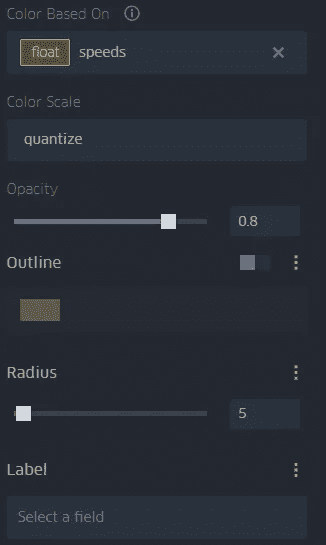 Color Based On
float speeds
Color Scale
quantize
Opacity
0.8
Outline
Radius
5
Label
Select a field